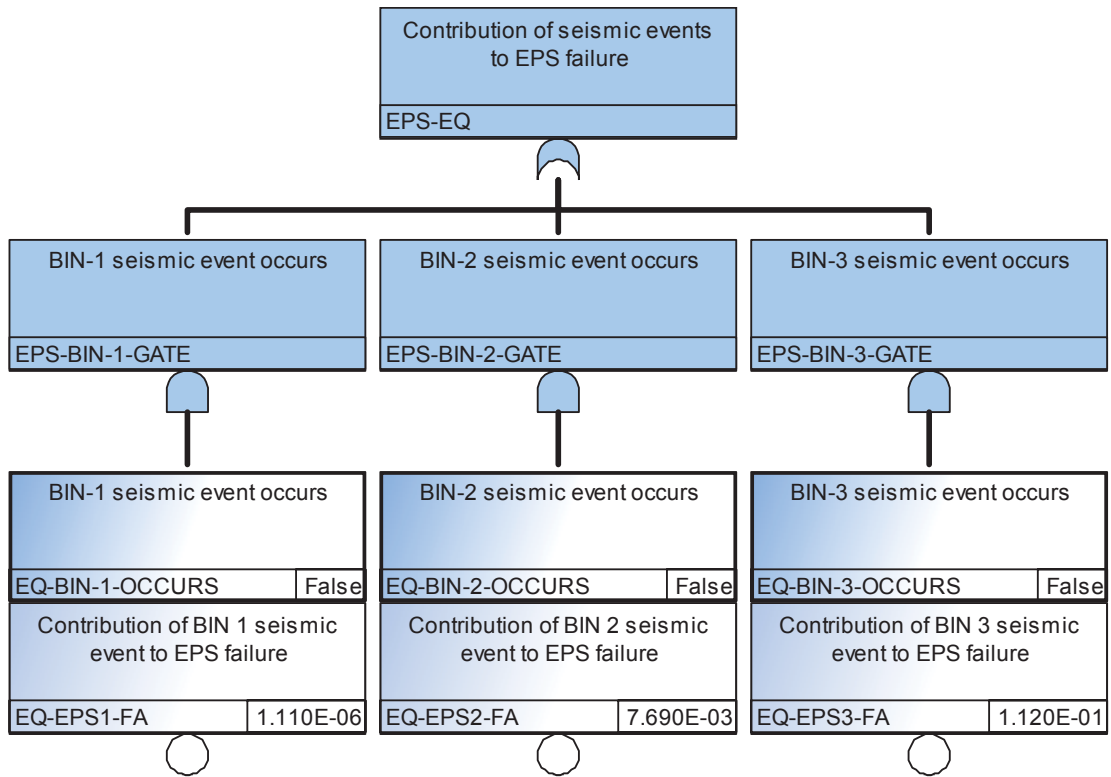 Contribution of seismic events
to EPS failure
EPS-EQ
BIN-1 seismic event occurs
EPS-BIN-1-GATE
BIN-2 seismic event occurs
EPS-BIN-2-GATE
BIN-3 seismic event occurs
EPS-BIN-3-GATE
BIN-1 seismic event occurs
EQ-BIN-1-OCCURS False
Contribution of BIN 1 seismic
event to EPS failure
EQ-EPS1-FA 1.110E-06
BIN-2 seismic event occurs
EQ-BIN-2-OCCURS False
Contribution of BIN 2 seismic
event to EPS failure
EQ-EPS2-FA 7.690E-03
BIN-3 seismic event occurs
EQ-BIN-3-OCCURS False
Contribution of BIN 3 seismic
event to EPS failure
EQ-EPS3-FA 1.120E-01